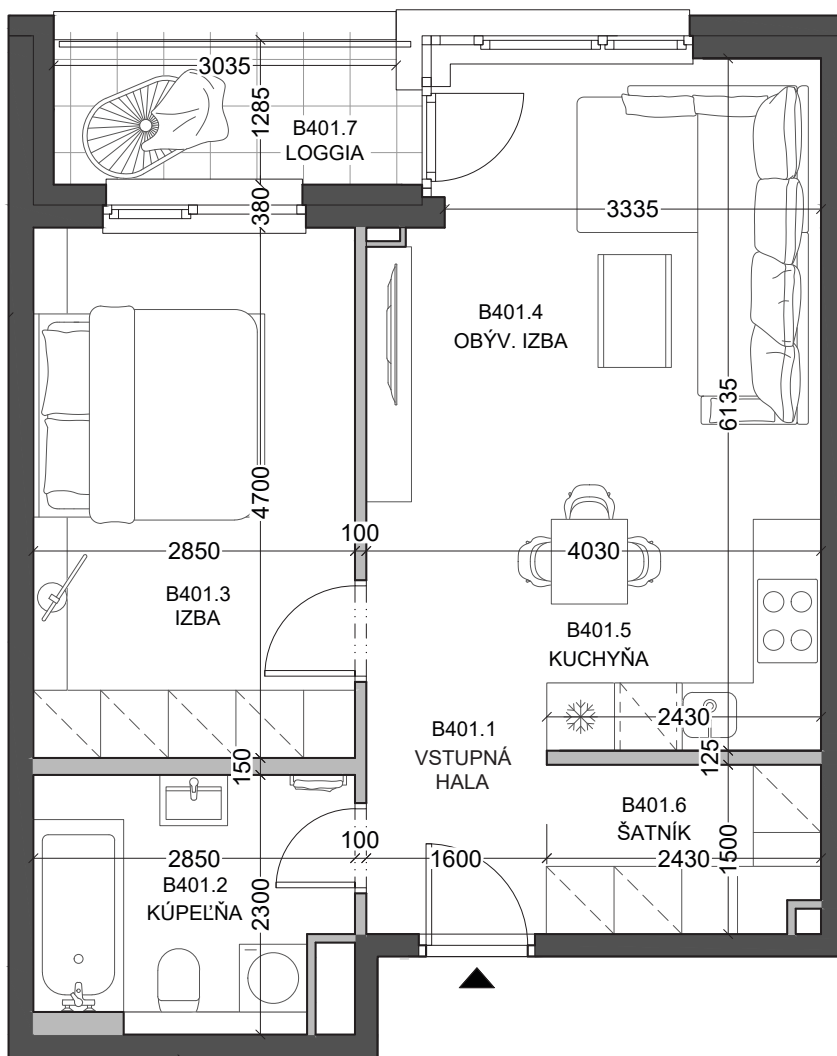 3035
1285
B401.7
LOGGIA
380
3335
B401.4
OBÝV. IZBA
6135
4700
100
2850
4030
B401.3
IZBA
B401.5
KUCHYŇA
2430
B401.1
VSTUPNÁ
HALA
125
150
B401.6
ŠATNÍK
100
2850
1600
2430
1500
B401.2
KÚPEĽŇA
2300